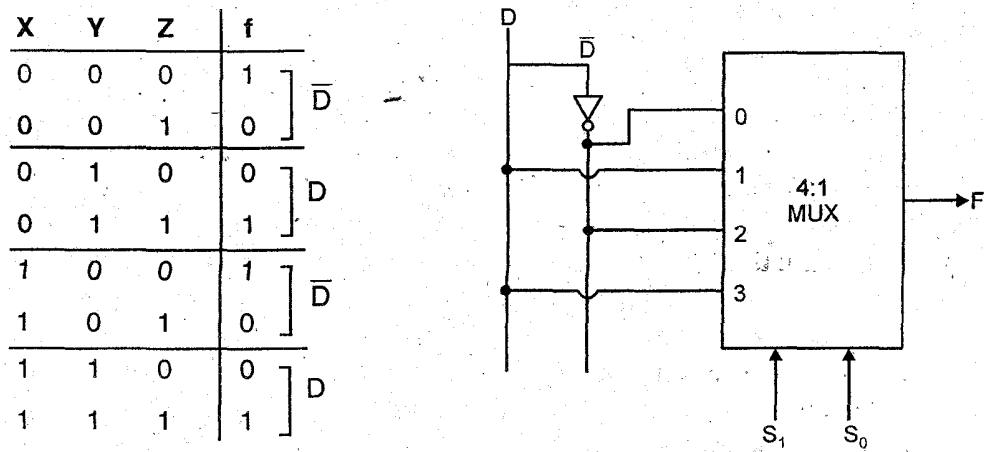 X Y Z f
0 0 0 1
0 0 1 0
D̅
0 1 0 0
0 1 1 1
D
1 0 0 1
1 0 1 0
D̅
1 1 0 0
1 1 1 1
D
D
D̅
0
1
2
3
4:1
MUX
F
S₁ S₀